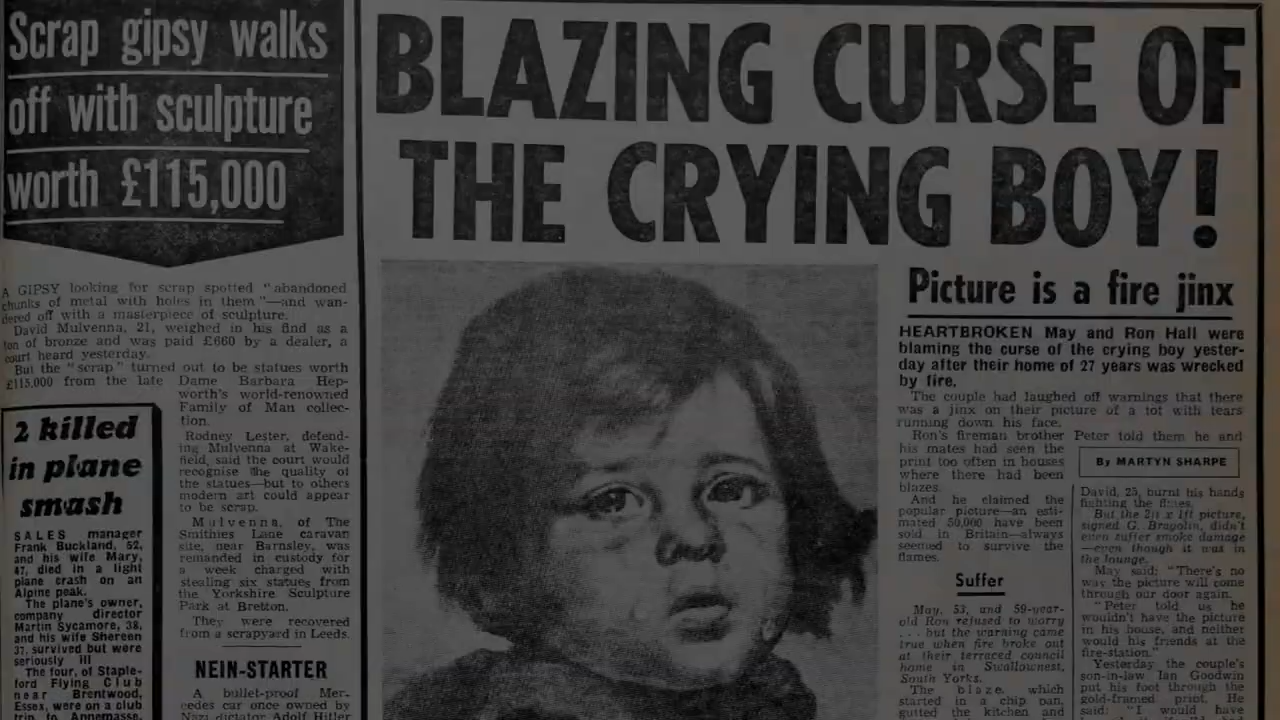 Scrap gipsy walks
off with sculpture
worth £115,000
A GIPSY looking for scrap spotted "abandoned
chunks of metal with holes in them"—and wan-
dered off with a masterpiece of sculpture.
David Mulvenna, 21, weighed in his find as a
ton of bronze and was paid £660 by a dealer, a
court heard yesterday.
But the "scrap" turned out to be statues worth
£115,000 from the late Dame Barbara Hep-
worth's world-renowned
Family of Man collec-
tion.
Rodney Lester, defend-
ing Mulvenna at Wake-
field, said the court would
recognise the quality of
the statues—but to others
modern art could appear
to be scrap.
Mulvenna, of The
Smithies Lane caravan
site, near Barnsley, was
remanded in custody for
a week charged with
stealing six statues from
the Yorkshire Sculpture
Park at Bretton.
They were recovered
from a scrapyard in Leeds.
2 killed
in plane
smash
SALES manager
Frank Buckland, 52,
and his wife Mary,
47, died in a light
plane crash on an
Alpine peak.
The plane's owner,
company director
Martin Sycamore, 38,
and his wife Shereen
37, survived but were
seriously ill
The four, of Staple-
ford Flying Club
near Brentwood,
Essex, were on a club
trip to Annemasse,
NEIN-STARTER
A bullet-proof Mer-
cedes car once owned by
Nazi dictator Adolf Hitler
BLAZING CURSE OF
THE CRYING BOY!
Picture is a fire jinx
HEARTBROKEN May and Ron Hall were
blaming the curse of the crying boy yester-
day after their home of 27 years was wrecked
by fire.
The couple had laughed off warnings that there
was a jinx on their picture of a tot with tears
running down his face.
Ron's fireman brother Peter told them he and
his mates had seen the
print too often in houses
where there had been
blazes.
And he claimed the
popular picture—an esti-
mated 50,000 have been
sold in Britain—always
seemed to survive the
flames.
Suffer
May, 53, and 59-year-
old Ron refused to worry
. . . but the warning came
true when fire broke out
at their terraced council
home in Swallownest,
South Yorks.
The blaze, which
started in a chip pan,
gutted the kitchen and
By MARTYN SHARPE
David, 25, burnt his hands
fighting the flames.
But the 2ft x 1ft picture,
signed G. Bragolin, didn't
even suffer smoke damage
—even though it was in
the lounge.
May said: "There's no
way the picture will come
through our door again.
"Peter told us he
wouldn't have the picture
in his house, and neither
would his friends at the
fire-station."
Yesterday the couple's
son-in-law Ian Goodwin
put his foot through the
gold-framed print. He
said: "I would have